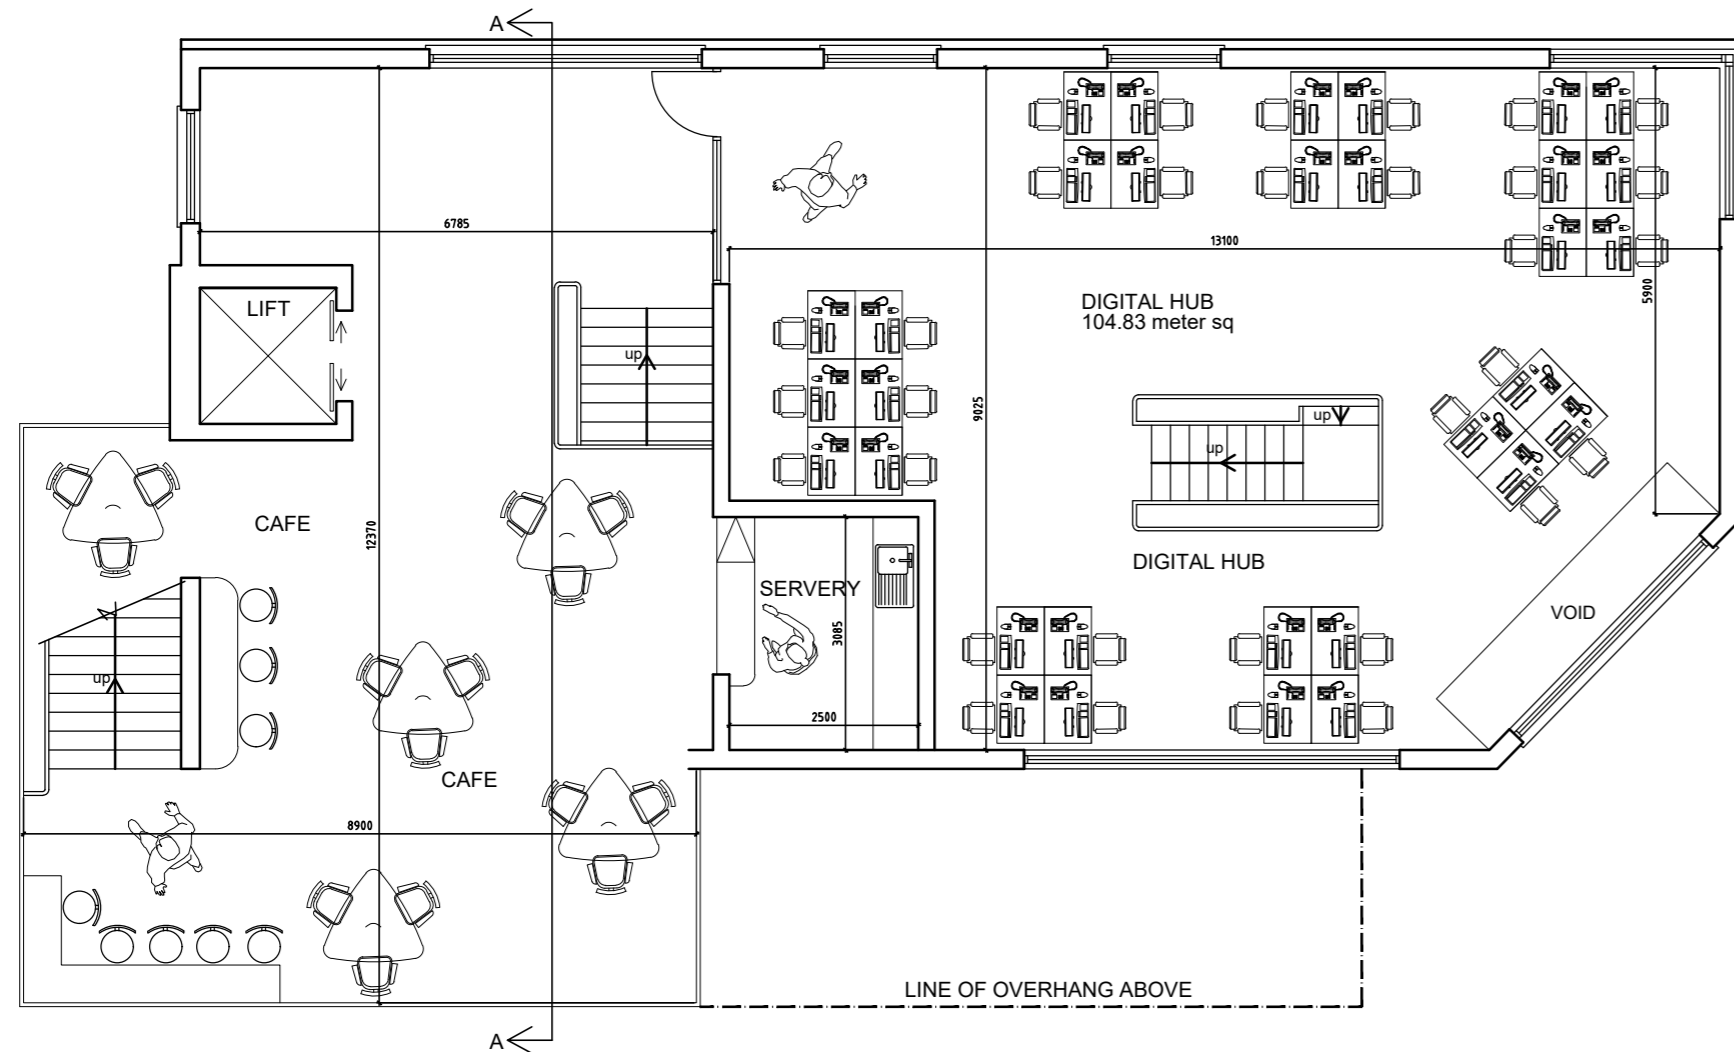 A
6785
13100
LIFT
DIGITAL HUB
104.83 meter sq
5900
up
9025
up
up
CAFE
12370
DIGITAL HUB
SERVERY
3085
VOID
up
2500
CAFE
8900
LINE OF OVERHANG ABOVE
A